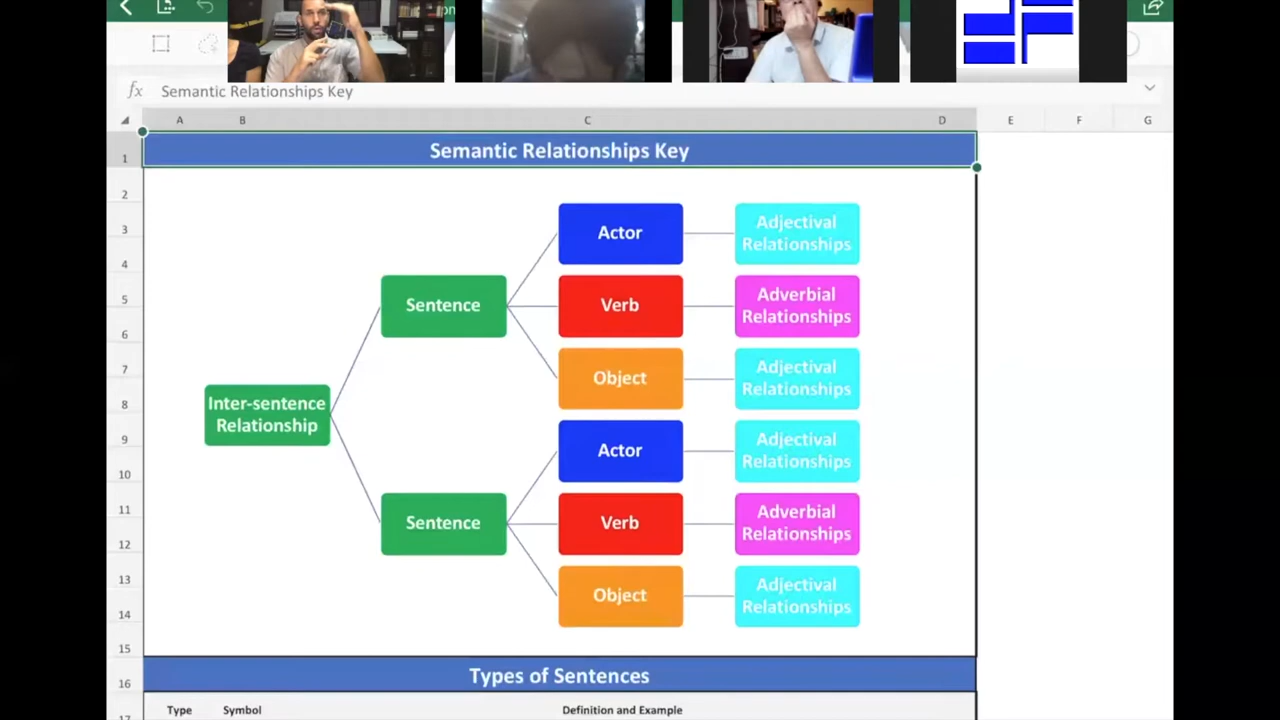 fx Semantic Relationships Key
A B C D E F G
1 Semantic Relationships Key
2
3 Actor Adjectival
Relationships
4
5 Sentence Verb Adverbial
Relationships
6
7 Object Adjectival
Relationships
8 Inter-sentence
Relationship
9 Actor Adjectival
Relationships
10
11 Sentence Verb Adverbial
Relationships
12
13 Object Adjectival
Relationships
14
15
16 Types of Sentences
17 Type Symbol Definition and Example